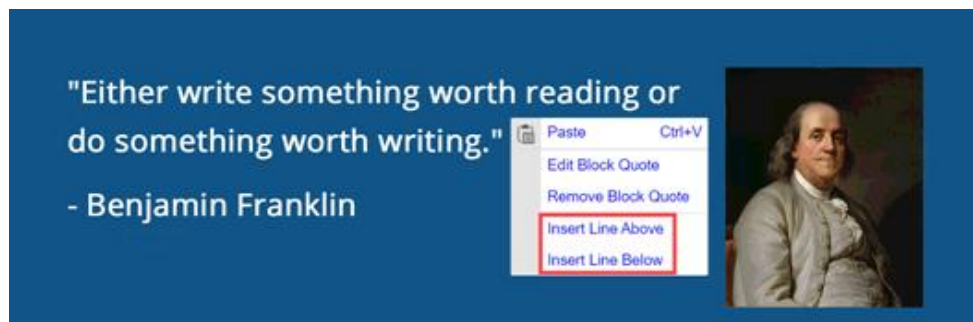 "Either write something worth reading or
do something worth writing."
- Benjamin Franklin
Paste Ctrl+V
Edit Block Quote
Remove Block Quote
Insert Line Above
Insert Line Below